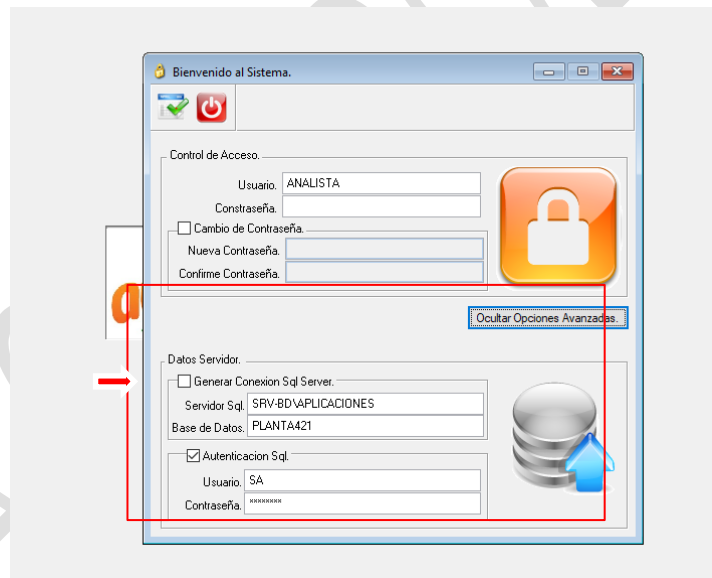 Bienvenido al Sistema.
Control de Acceso.
Usuario. ANALISTA
Constraseña.
Cambio de Contraseña.
Nueva Contraseña.
Confirme Contraseña.
Ocultar Opciones Avanzadas.
Datos Servidor.
Generar Conexion Sql Server.
Servidor Sql. SRV-BD\APLICACIONES
Base de Datos. PLANTA421
Autenticacion Sql.
Usuario. SA
Contraseña. ××××××××